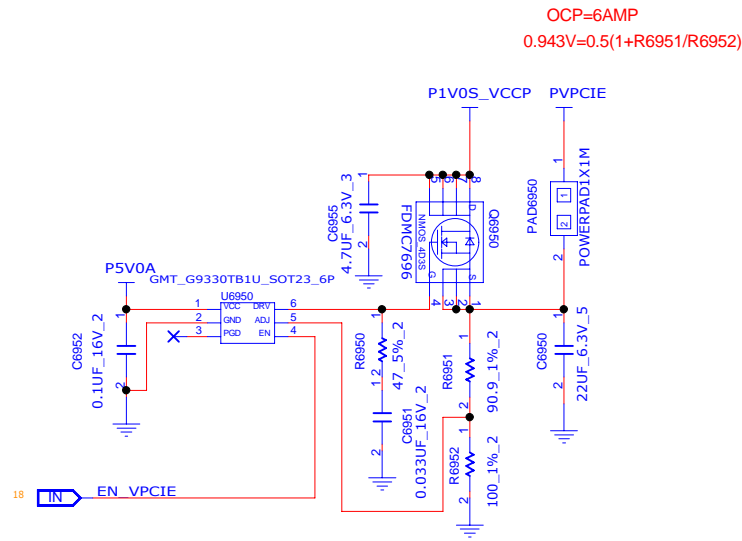 OCP=6AMP
0.943V=0.5(1+R6951/R6952)
P1V0S_VCCP
PVPCIE
5
6
7
8
D
NMOS 4D3S
G
S
4
3
2
1
Q6950
FDMC7696
1
2
C6955
4.7UF_6.3V_3
1
1
2
2
PAD6950
POWERPAD1X1M
P5V0A
GMT_G9330TB1U_SOT23_6P
U6950
1
VCC
DRV
6
2
GND
ADJ
5
3
PGD
EN
4
1
2
C6952
0.1UF_16V_2
1
2
R6950
47_5%_2
1
2
C6951
0.033UF_16V_2
1
2
R6951
90.9_1%_2
1
2
R6952
100_1%_2
1
2
C6950
22UF_6.3V_5
18
IN
EN_VPCIE